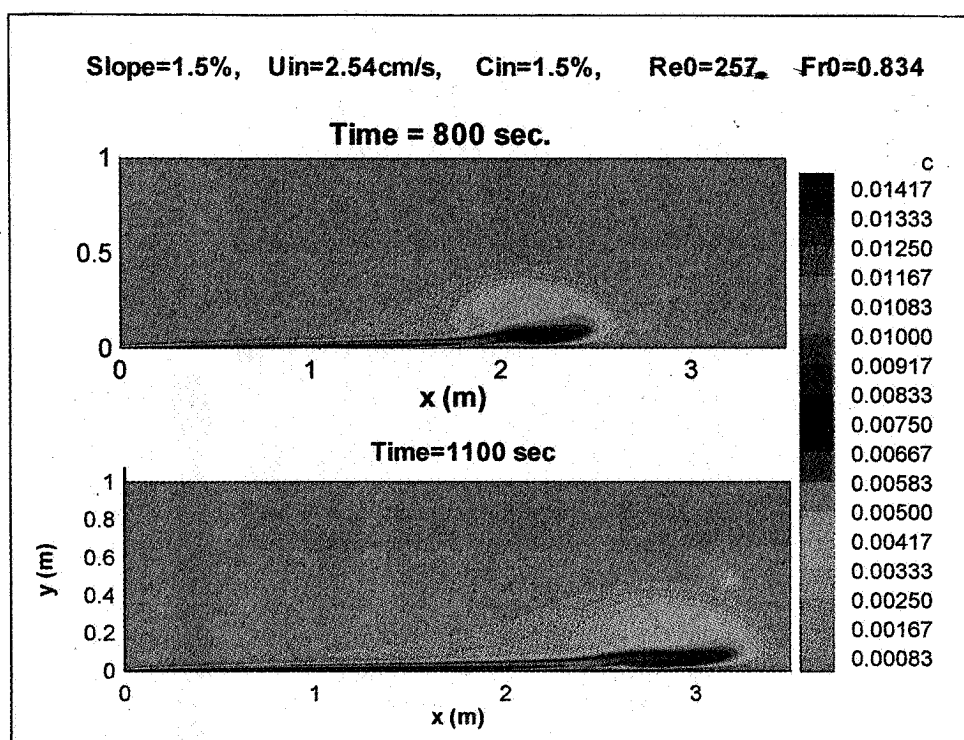 Slope=1.5%, Uin=2.54cm/s, Cin=1.5%, Re0=257 Fr0=0.834
Time = 800 sec.
1
0.5
0
0 1 2 3
x (m)
c
0.01417
0.01333
0.01250
0.01167
0.01083
0.01000
0.00917
0.00833
0.00750
0.00667
0.00583
0.00500
0.00417
0.00333
0.00250
0.00167
0.00083
Time=1100 sec
y (m)
1
0.8
0.6
0.4
0.2
0
0 1 2 3
x (m)